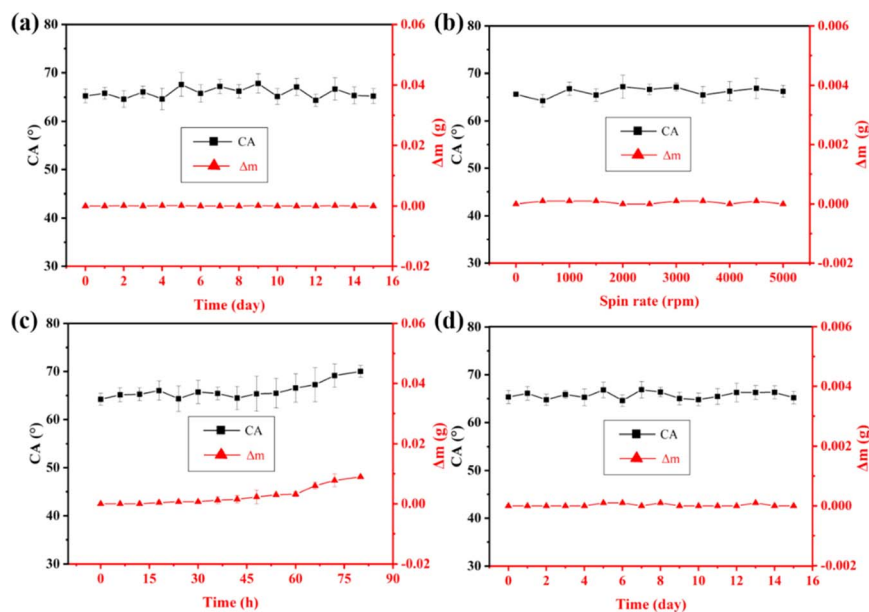 (a)
80
70
60
50
40
30
CA (°)
0.06
0.04
0.02
0.00
-0.02
Δm (g)
CA
Δm
0 2 4 6 8 10 12 14 16
Time (day)
(b)
80
70
60
50
40
30
CA (°)
0.006
0.004
0.002
0.000
-0.002
Δm (g)
CA
Δm
0 1000 2000 3000 4000 5000
Spin rate (rpm)
(c)
80
70
60
50
40
30
CA (°)
0.06
0.04
0.02
0.00
-0.02
Δm (g)
CA
Δm
0 15 30 45 60 75 90
Time (h)
(d)
80
75
70
65
60
55
50
45
40
35
30
CA (°)
0.006
0.004
0.002
0.000
-0.002
Δm (g)
CA
Δm
0 2 4 6 8 10 12 14 16
Time (day)